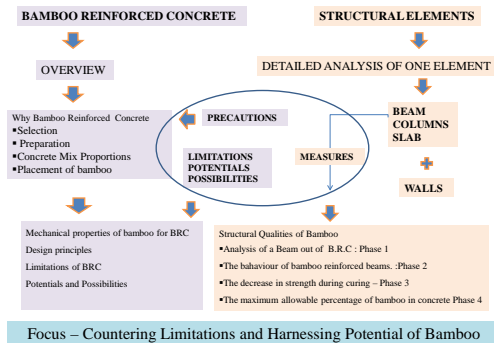 BAMBOO REINFORCED CONCRETE
STRUCTURAL ELEMENTS
OVERVIEW
DETAILED ANALYSIS OF ONE ELEMENT
Why Bamboo Reinforced Concrete
▪Selection
▪ Preparation
▪Concrete Mix Proportions
▪Placement of bamboo
PRECAUTIONS
LIMITATIONS
POTENTIALS
POSSIBILITIES
MEASURES
BEAM
COLUMNS
SLAB
WALLS
Mechanical properties of bamboo for BRC
Design principles
Limitations of BRC
Potentials and Possibilities
Structural Qualities of Bamboo
▪Analysis of a Beam out of B.R.C : Phase 1
▪The bahaviour of bamboo reinforced beams. :Phase 2
▪The decrease in strength during curing – Phase 3
▪The maximum allowable percentage of bamboo in concrete Phase 4
Focus – Countering Limitations and Harnessing Potential of Bamboo